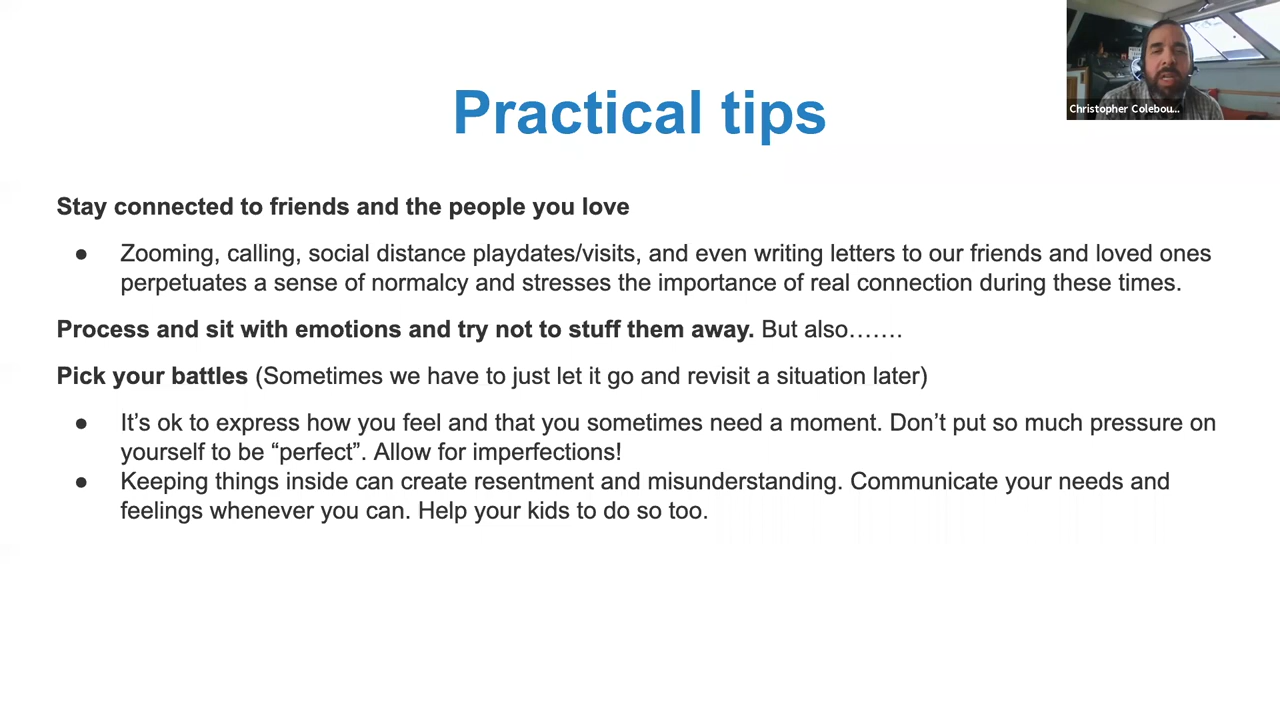 Practical tips
Christopher Colebou...
Stay connected to friends and the people you love
● Zooming, calling, social distance playdates/visits, and even writing letters to our friends and loved ones
perpetuates a sense of normalcy and stresses the importance of real connection during these times.
Process and sit with emotions and try not to stuff them away. But also…….
Pick your battles (Sometimes we have to just let it go and revisit a situation later)
● It’s ok to express how you feel and that you sometimes need a moment. Don’t put so much pressure on
yourself to be “perfect”. Allow for imperfections!
● Keeping things inside can create resentment and misunderstanding. Communicate your needs and
feelings whenever you can. Help your kids to do so too.